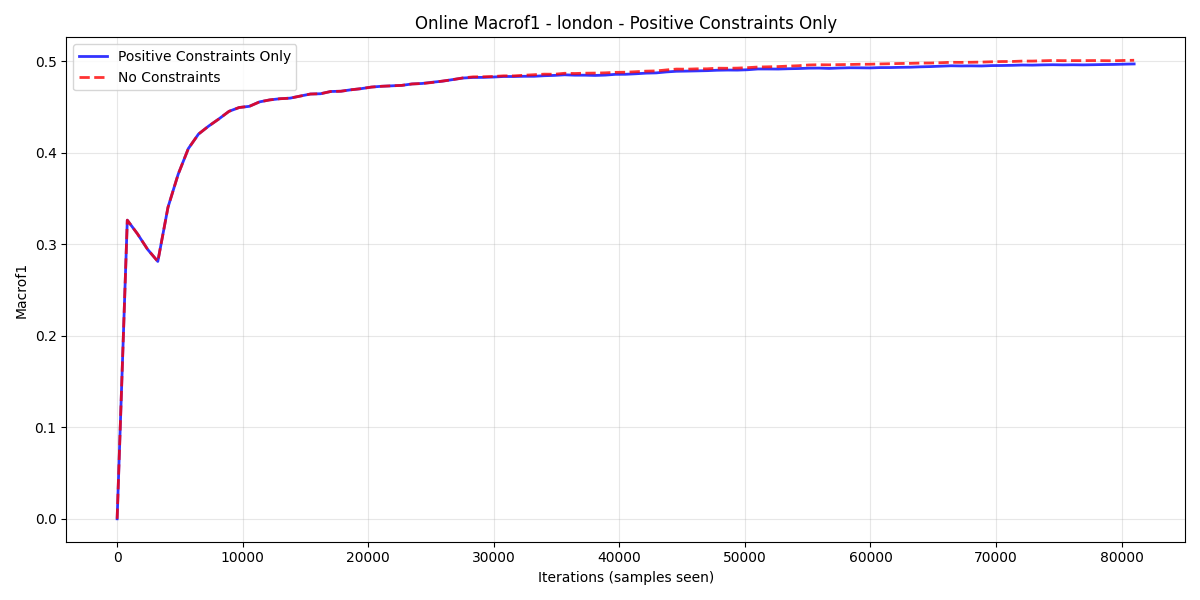 Online Macrof1 - london - Positive Constraints Only
Positive Constraints Only
No Constraints
Macrof1
0.5
0.4
0.3
0.2
0.1
0.0
0 10000 20000 30000 40000 50000 60000 70000 80000
Iterations (samples seen)